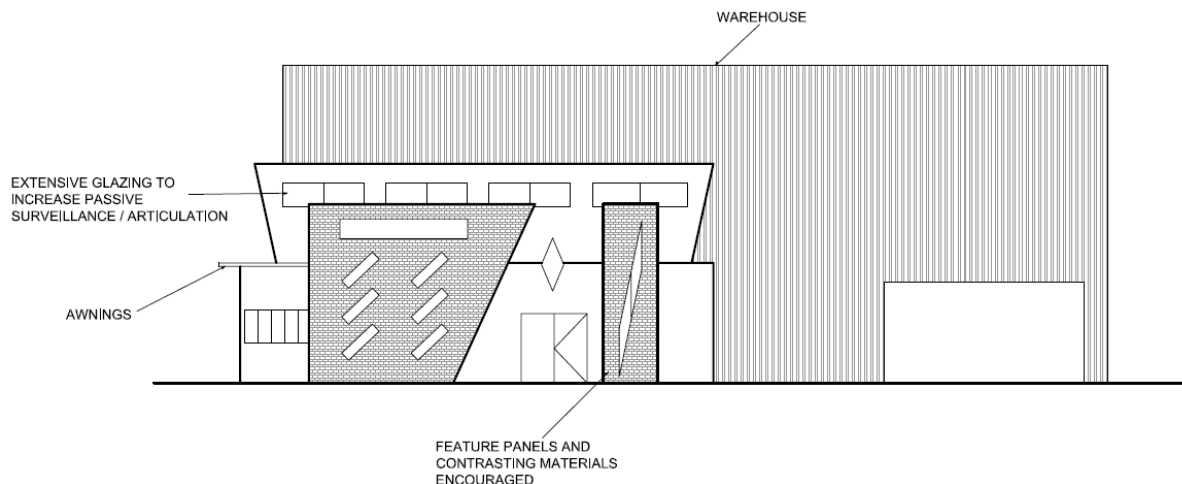 WAREHOUSE
EXTENSIVE GLAZING TO
INCREASE PASSIVE
SURVEILLANCE / ARTICULATION
AWNINGS
FEATURE PANELS AND
CONTRASTING MATERIALS
ENCOURAGED